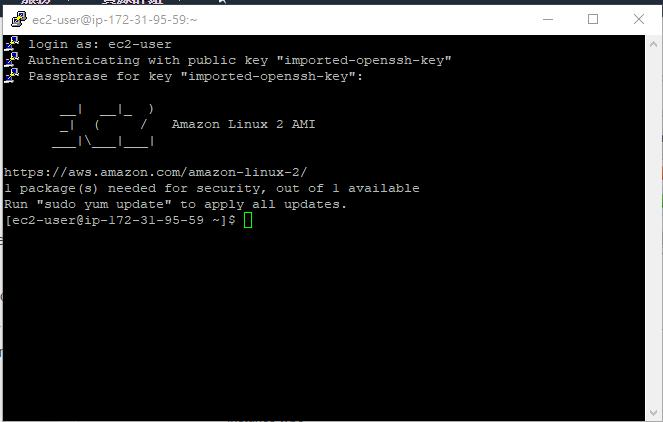 ec2-user@ip-172-31-95-59:~
login as: ec2-user
Authenticating with public key "imported-openssh-key"
Passphrase for key "imported-openssh-key":
       __|  __|_  )
       _|  (     /   Amazon Linux 2 AMI
      ___|\___|___|
https://aws.amazon.com/amazon-linux-2/
1 package(s) needed for security, out of 1 available
Run "sudo yum update" to apply all updates.
[ec2-user@ip-172-31-95-59 ~]$